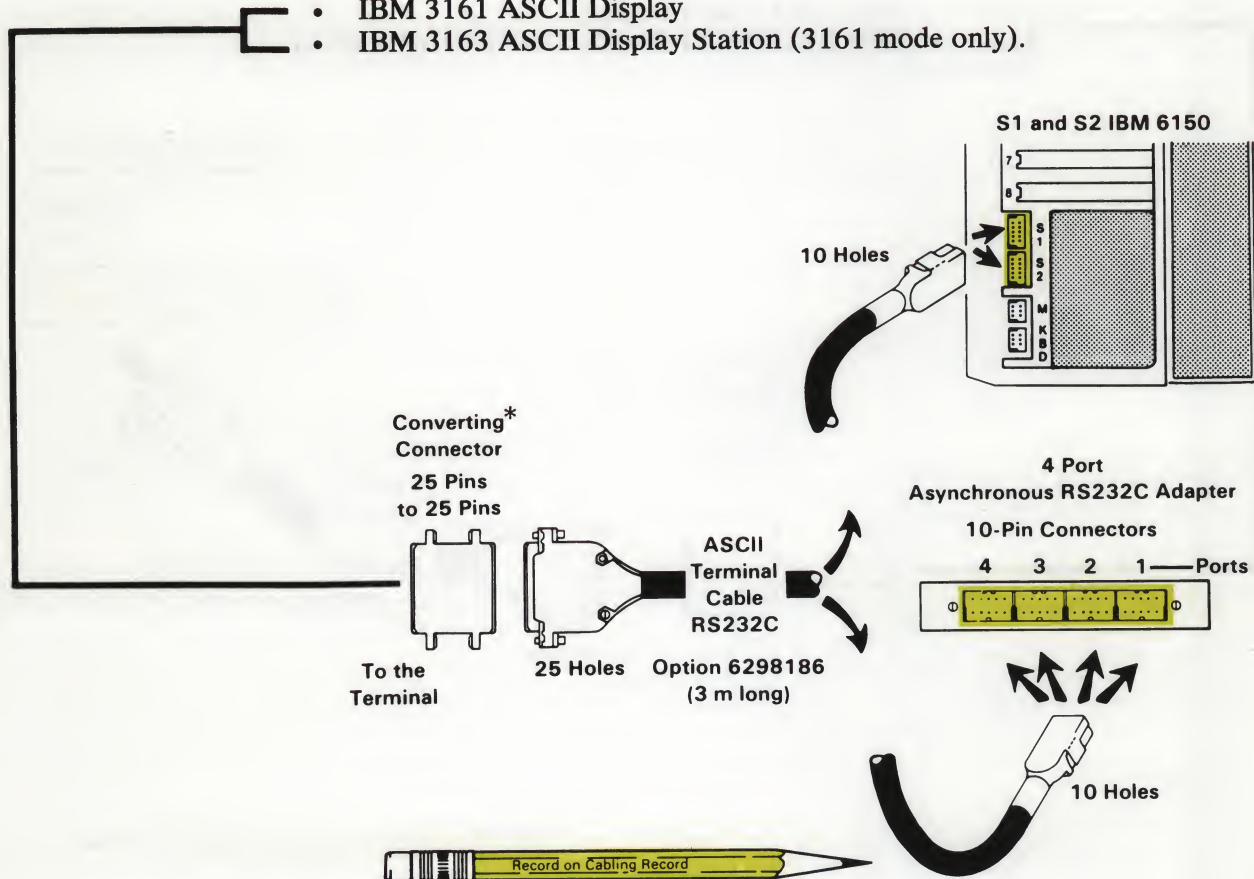 • IBM 3161 ASCII Display
• IBM 3163 ASCII Display Station (3161 mode only).
S1 and S2 IBM 6150
7
8
S
1
S
2
M
K
B
D
10 Holes
Converting*
Connector
25 Pins
to 25 Pins
4 Port
Asynchronous RS232C Adapter
10-Pin Connectors
4 3 2 1 Ports
ASCII
Terminal
Cable
RS232C
To the
Terminal
25 Holes
Option 6298186
(3 m long)
10 Holes
Record on Cabling Record